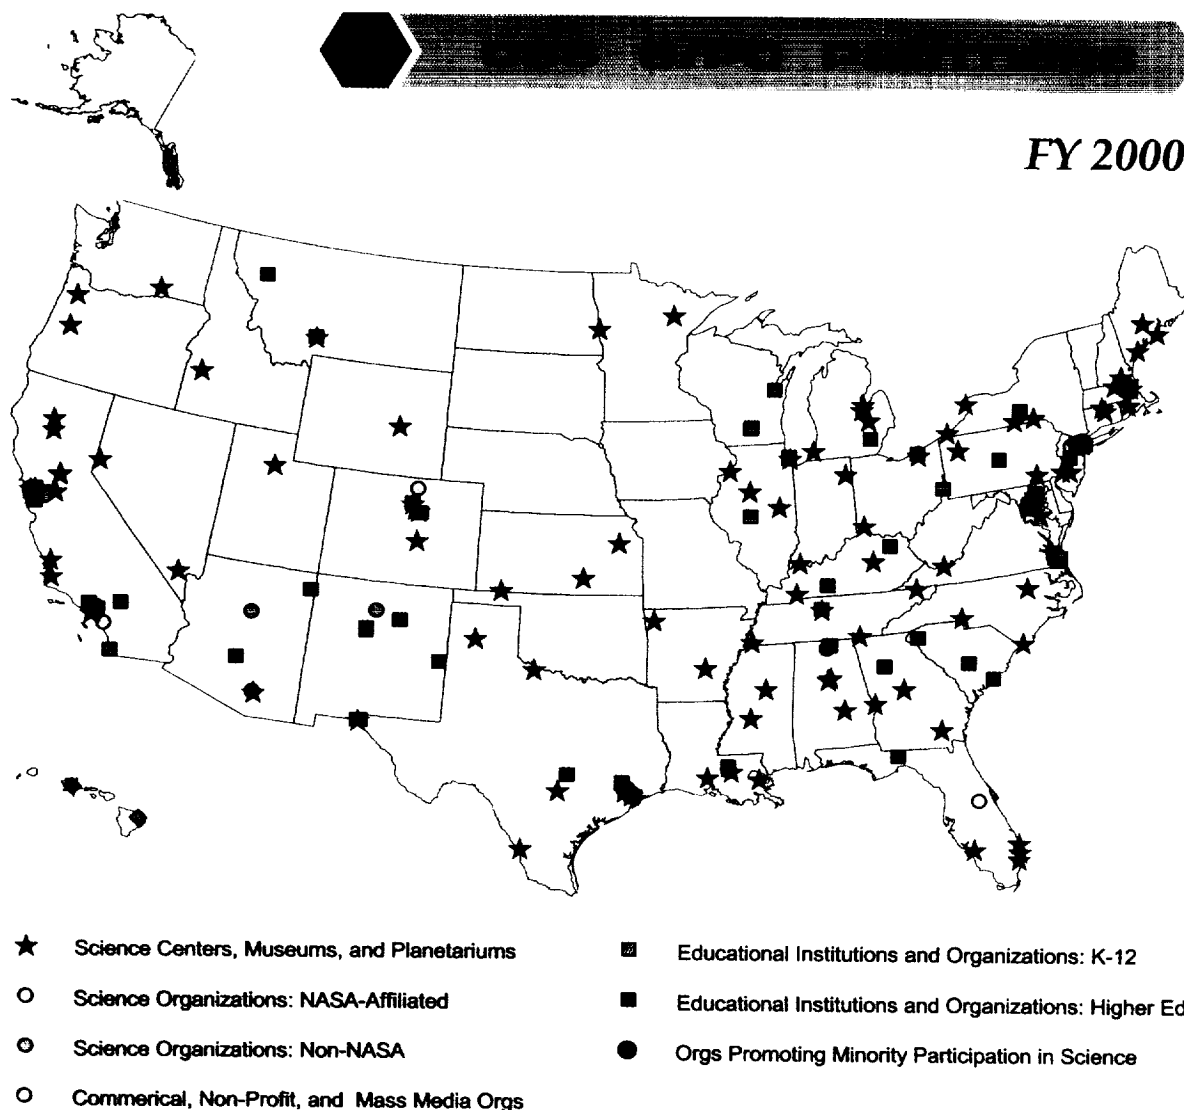 FY 2000
Science Centers, Museums, and Planetariums
Science Organizations: NASA-Affiliated
Science Organizations: Non-NASA
Commerical, Non-Profit, and Mass Media Orgs
Educational Institutions and Organizations: K-12
Educational Institutions and Organizations: Higher Ed
Orgs Promoting Minority Participation in Science